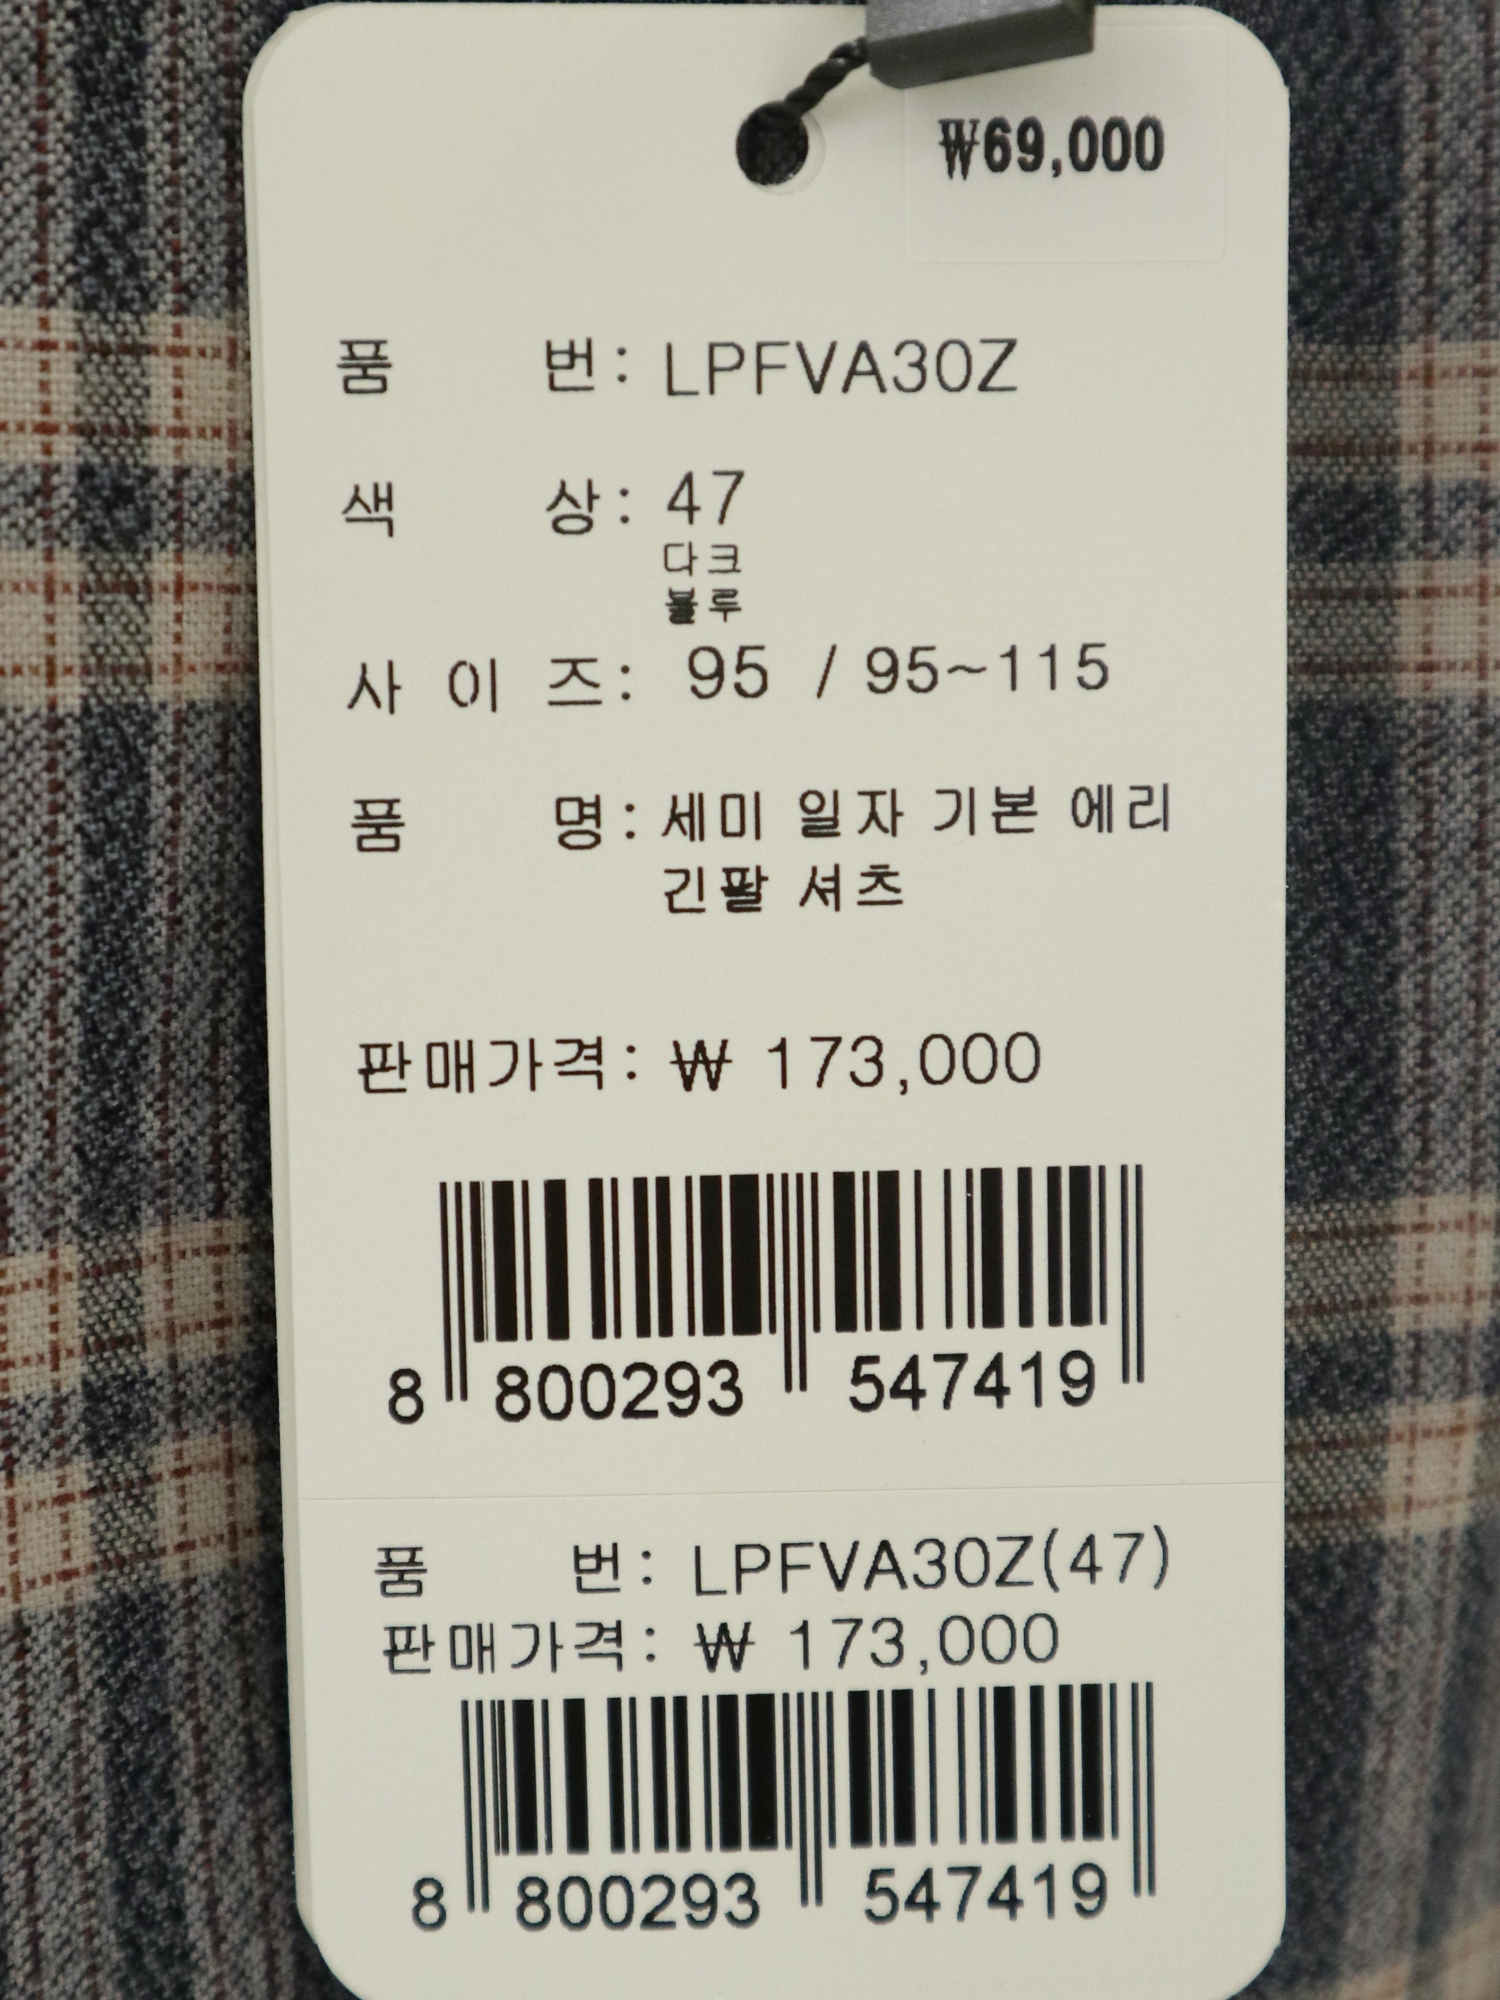 ₩69,000
품 번: LPFVA30Z
색 상: 47
다크
블루
사 이 즈: 95 / 95~115
품 명: 세미 일자 기본 에리
긴팔 셔츠
판매가격: ₩ 173,000
8 800293 547419
품 번: LPFVA30Z(47)
판매가격: ₩ 173,000
8 800293 547419